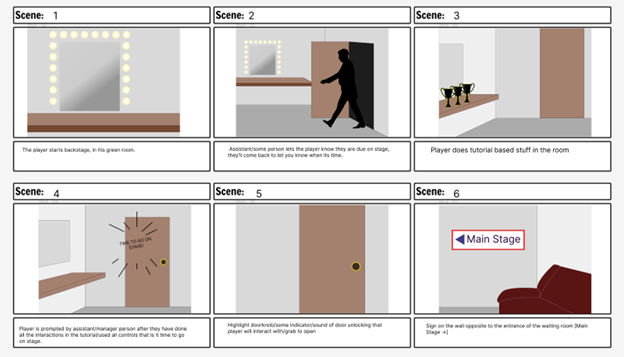 Scene: 1
Scene: 2
Scene: 3
The player starts backstage, in his green room.
Assistant/some person lets the player know they are due on stage,
they'll come back to let you know when its time.
Player does tutorial based stuff in the room
Scene: 4
Scene: 5
Scene: 6
TIME TO GO ON
STAGE!
Main Stage
Player is prompted by assistant/manager person after they have done
all the interactions in the tutorial/used all controls that is it time to go
on stage.
Highlight doorknob/some indicator/sound of door unlocking that
player will interact with/grab to open
Sign on the wall opposite to the entrance of the waiting room [Main
Stage →]